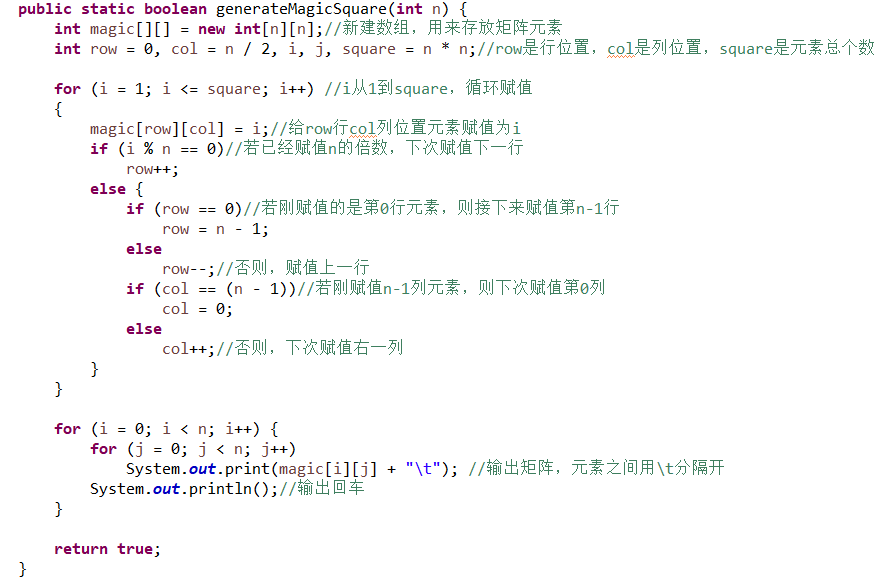 public static boolean generateMagicSquare(int n) {
int magic[][] = new int[n][n];//新建数组，用来存放矩阵元素
int row = 0, col = n / 2, i, j, square = n * n;//row是行位置，col是列位置，square是元素总个数
for (i = 1; i <= square; i++) //i从1到square，循环赋值
{
magic[row][col] = i;//给row行col列位置元素赋值为i
if (i % n == 0)//若已经赋值n的倍数，下次赋值下一行
row++;
else {
if (row == 0)//若刚赋值的是第0行元素，则接下来赋值第n-1行
row = n - 1;
else
row--;//否则，赋值上一行
if (col == (n - 1))//若刚赋值n-1列元素，则下次赋值第0列
col = 0;
else
col++;//否则，下次赋值右一列
}
}
for (i = 0; i < n; i++) {
for (j = 0; j < n; j++)
System.out.print(magic[i][j] + "\t"); //输出矩阵，元素之间用\t分隔开
System.out.println();//输出回车
}
return true;
}